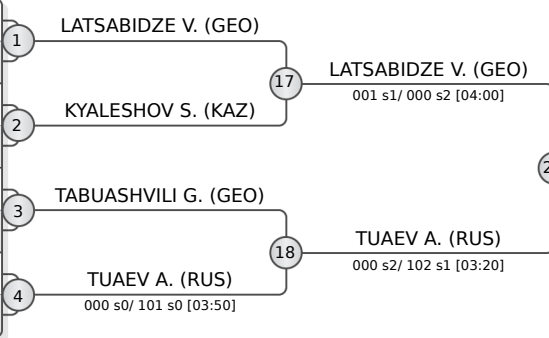 LATSABIDZE V. (GEO)
1
17
LATSABIDZE V. (GEO)
001 s1/ 000 s2 [04:00]
KYALESHOV S. (KAZ)
2
TABUASHVILI G. (GEO)
3
18
TUAEV A. (RUS)
000 s2/ 102 s1 [03:20]
TUAEV A. (RUS)
4
000 s0/ 101 s0 [03:50]